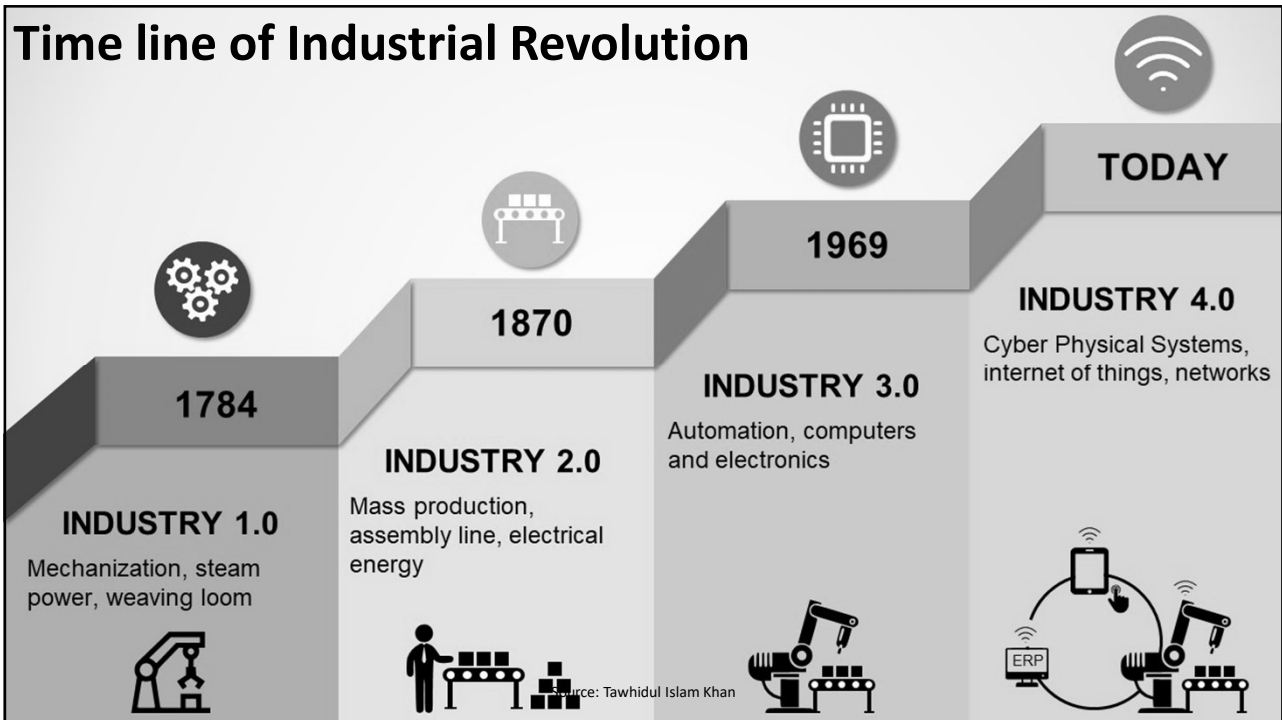 Time line of Industrial Revolution
1784
INDUSTRY 1.0
Mechanization, steam
power, weaving loom
1870
INDUSTRY 2.0
Mass production,
assembly line, electrical
energy
1969
INDUSTRY 3.0
Automation, computers
and electronics
TODAY
INDUSTRY 4.0
Cyber Physical Systems,
internet of things, networks
ERP
Source: Tawhidul Islam Khan